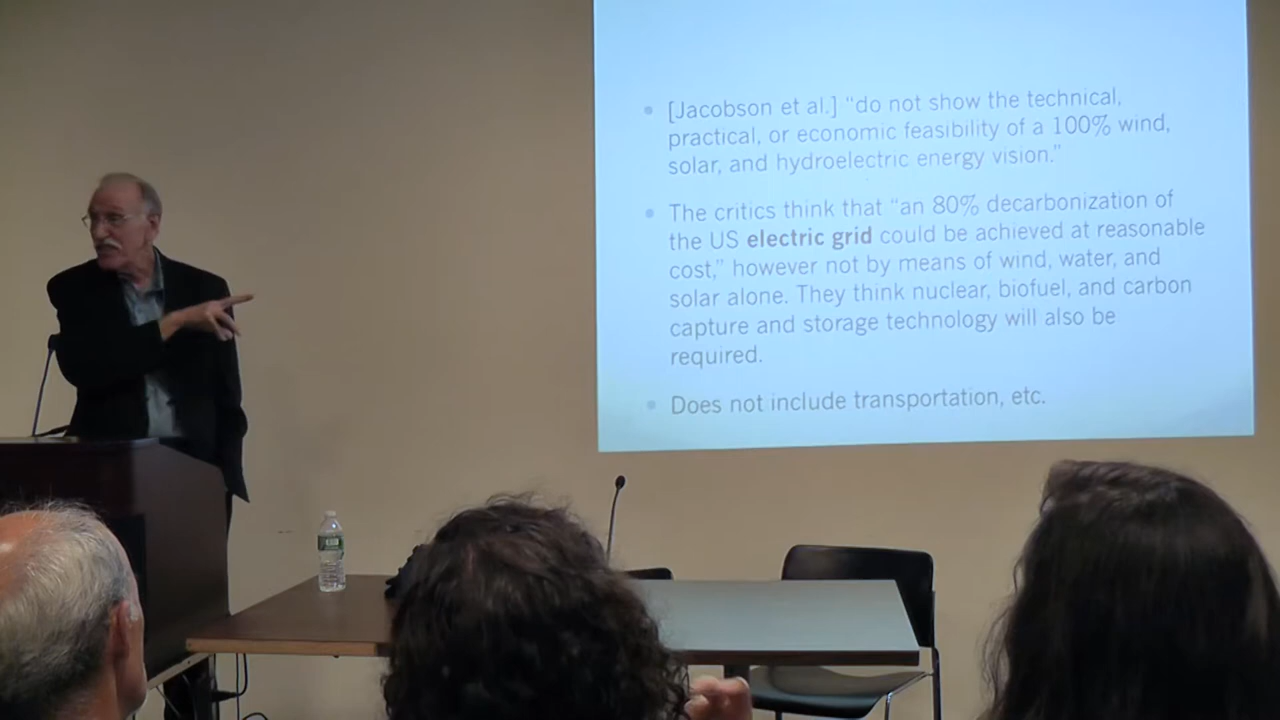 [Jacobson et al.] “do not show the technical,
practical, or economic feasibility of a 100% wind,
solar, and hydroelectric energy vision.”
The critics think that “an 80% decarbonization of
the US electric grid could be achieved at reasonable
cost,” however not by means of wind, water, and
solar alone. They think nuclear, biofuel, and carbon
capture and storage technology will also be
required.
Does not include transportation, etc.